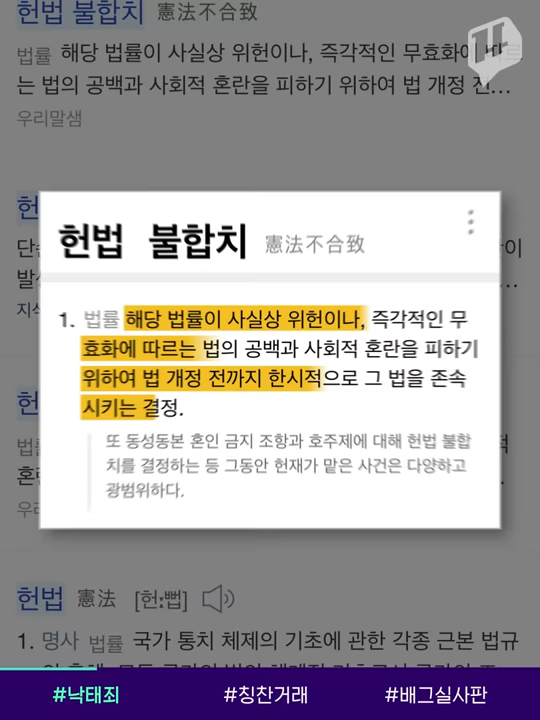 헌법 불합치 憲法不合致
법률 해당 법률이 사실상 위헌이나, 즉각적인 무효화에 따르
는 법의 공백과 사회적 혼란을 피하기 위하여 법 개정 전...
우리말샘
헌법 불합치 憲法不合致
1. 법률 해당 법률이 사실상 위헌이나, 즉각적인 무
효화에 따르는 법의 공백과 사회적 혼란을 피하기
위하여 법 개정 전까지 한시적으로 그 법을 존속
시키는 결정.
또 동성동본 혼인 금지 조항과 호주제에 대해 헌법 불합
치를 결정하는 등 그동안 헌재가 맡은 사건은 다양하고
광범위하다.
헌법 憲法 [헌ː뻡]
1. 명사 법률 국가 통치 체제의 기초에 관한 각종 근본 법규
#낙태죄 #칭찬거래 #배그실사판